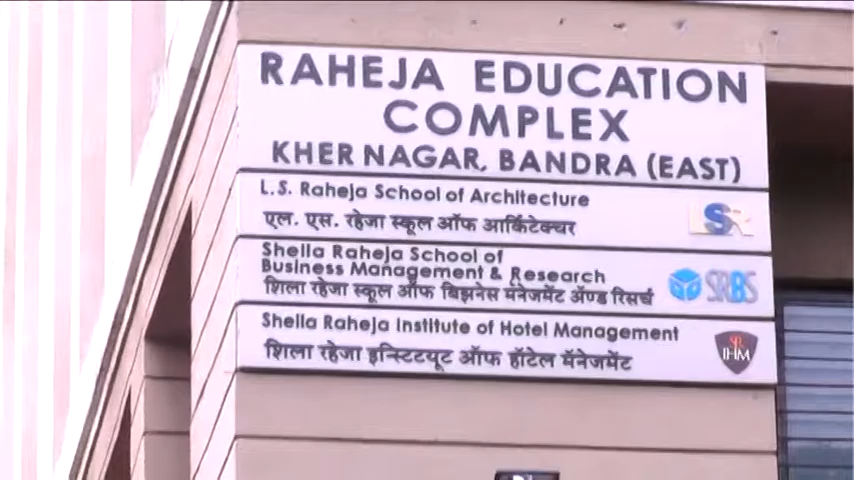 RAHEJA EDUCATION
COMPLEX
KHER NAGAR, BANDRA (EAST)
L.S. Raheja School of Architecture
एल. एस. रहेजा स्कूल ऑफ आर्किटेक्चर
LSR
Sheila Raheja School of
Business Management & Research
शिला रहेजा स्कूल ऑफ बिझनेस मॅनेजमेंट ॲण्ड रिसर्च
SRBS
Sheila Raheja Institute of Hotel Management
शिला रहेजा इन्स्टिटयूट ऑफ हॉटेल मॅनेजमेंट
SR
IHM